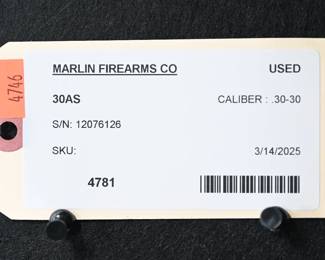 4746
MARLIN FIREARMS CO USED
30AS CALIBER : .30-30
S/N: 12076126
SKU: 3/14/2025
4781